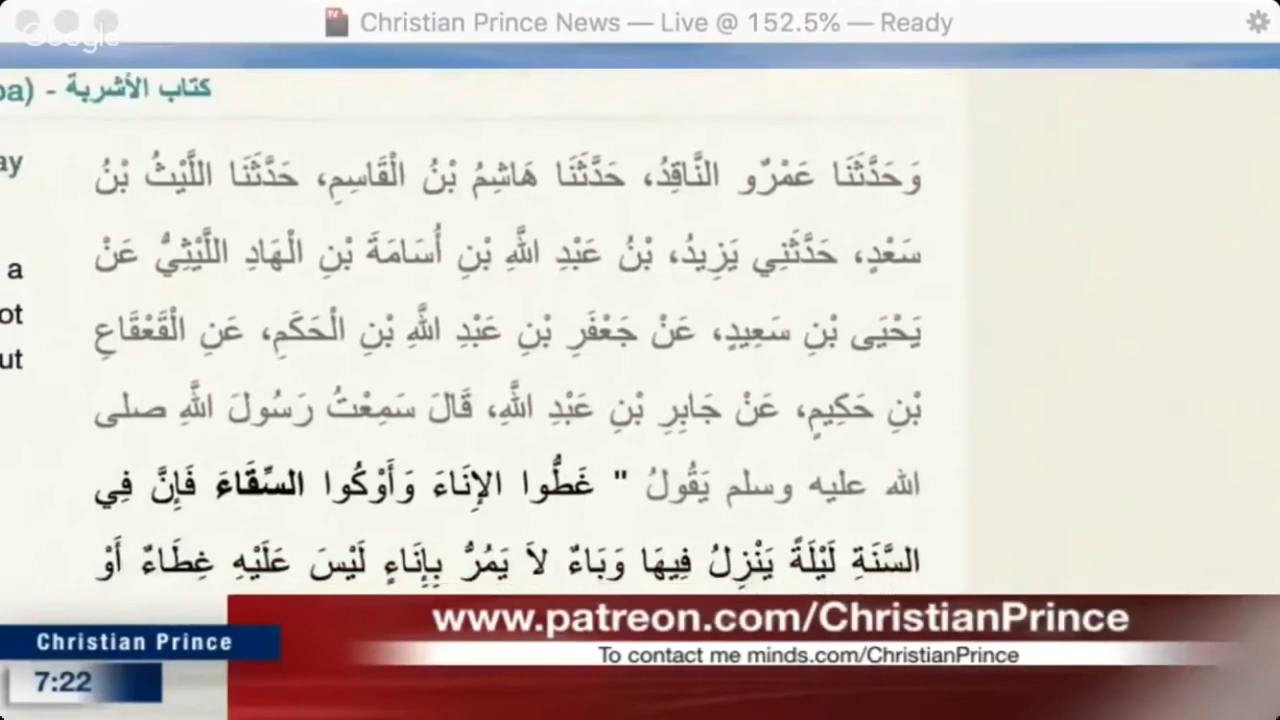 Christian Prince News — Live @ 152.5% — Ready
Google
كتاب الأشربة - (
وَحَدَّثَنَا عَمْرٌو النَّاقِدُ، حَدَّثَنَا هَاشِمُ بْنُ الْقَاسِمِ، حَدَّثَنَا اللَّيْثُ بْنُ
سَعْدٍ، حَدَّثَنِي يَزِيدُ، بْنُ عَبْدِ اللَّهِ بْنِ أُسَامَةَ بْنِ الْهَادِ اللَّيْثِيُّ عَنْ
يَحْيَى بْنِ سَعِيدٍ، عَنْ جَعْفَرِ بْنِ عَبْدِ اللَّهِ بْنِ الْحَكَمِ، عَنِ الْقَعْقَاعِ
بْنِ حَكِيمٍ، عَنْ جَابِرِ بْنِ عَبْدِ اللَّهِ، قَالَ سَمِعْتُ رَسُولَ اللَّهِ صلى
الله عليه وسلم يَقُولُ " غَطُّوا الإِنَاءَ وَأَوْكُوا السِّقَاءَ فَإِنَّ فِي
السَّنَةِ لَيْلَةً يَنْزِلُ فِيهَا وَبَاءٌ لاَ يَمُرُّ بِإِنَاءٍ لَيْسَ عَلَيْهِ غِطَاءٌ أَوْ
a
www.patreon.com/ChristianPrince
Christian Prince
To contact me minds.com/ChristianPrince
7:22